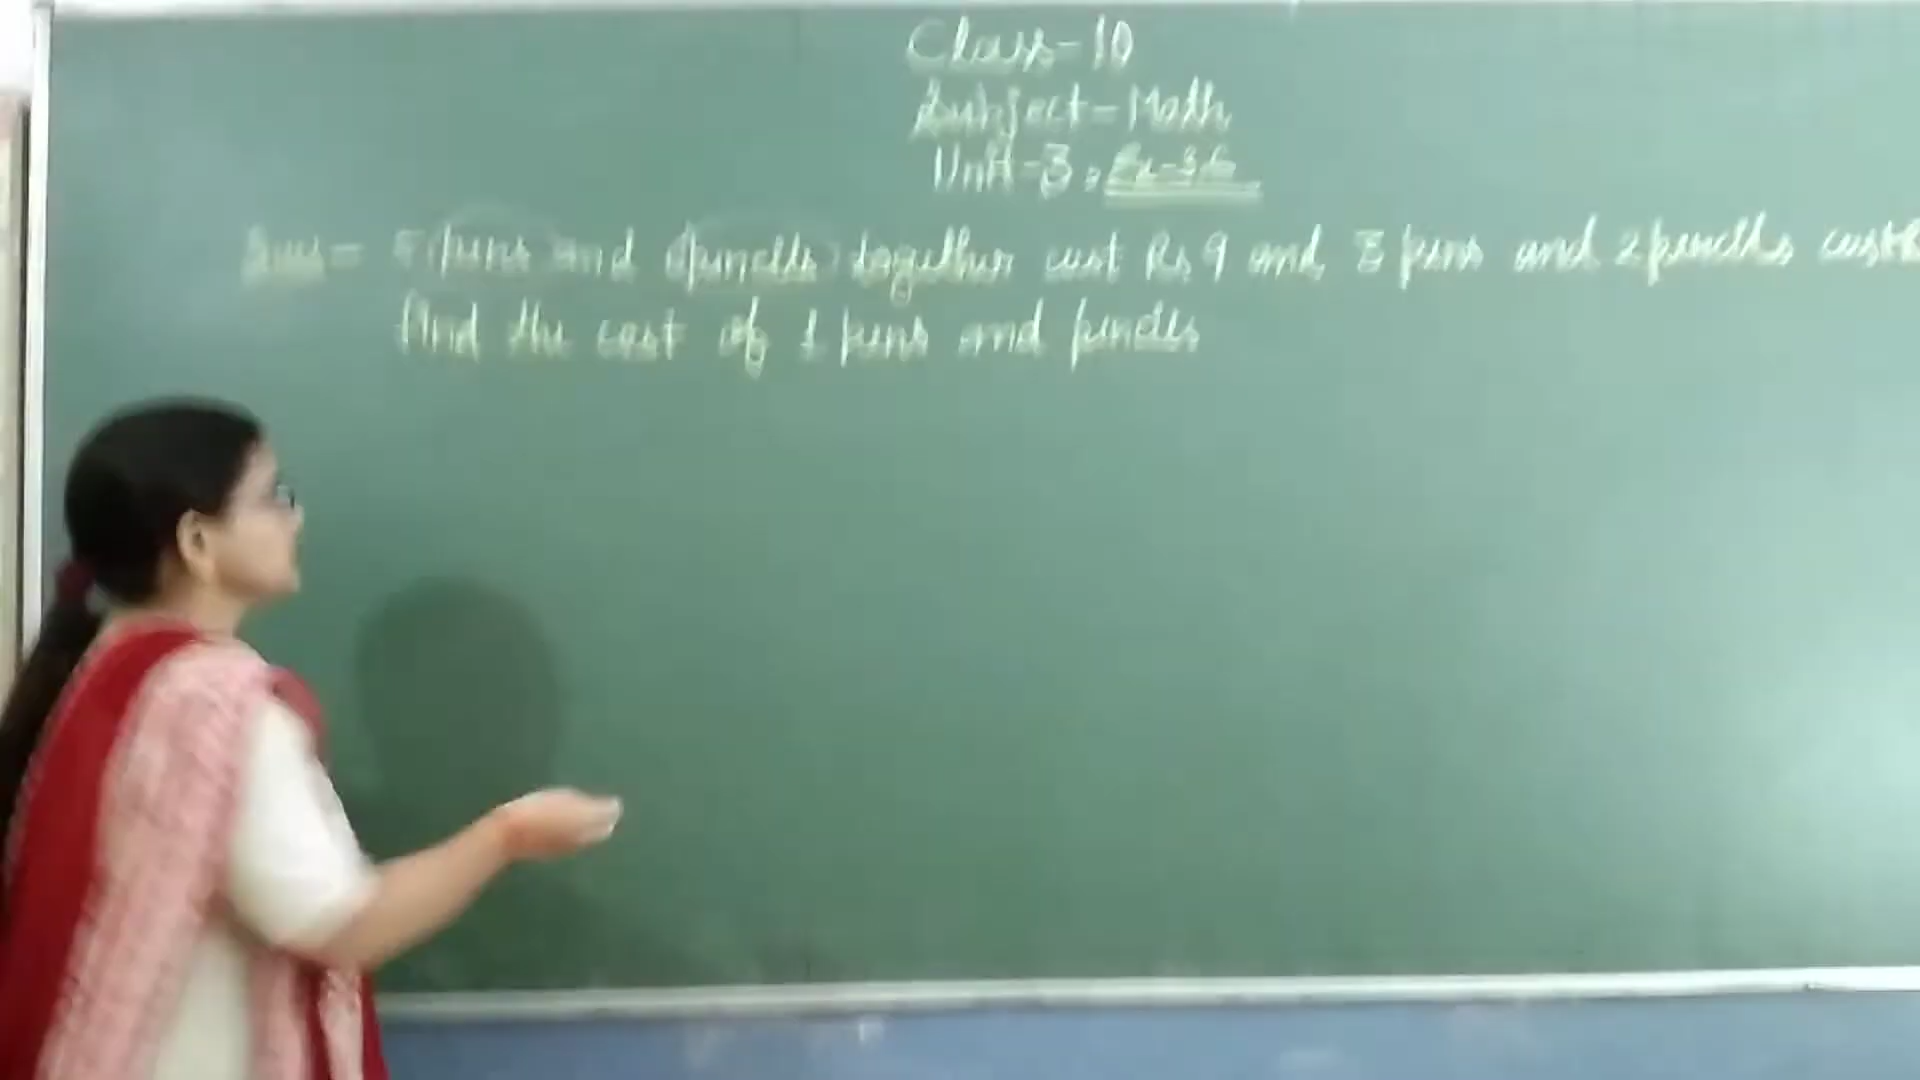 Class-10
Subject-Math
Unit-3, Ex-3.6
Ques= 5 pens and 6 pencils together cost Rs 9 and 3 pens and 2 pencils cost
find the cost of 1 pens and pencils